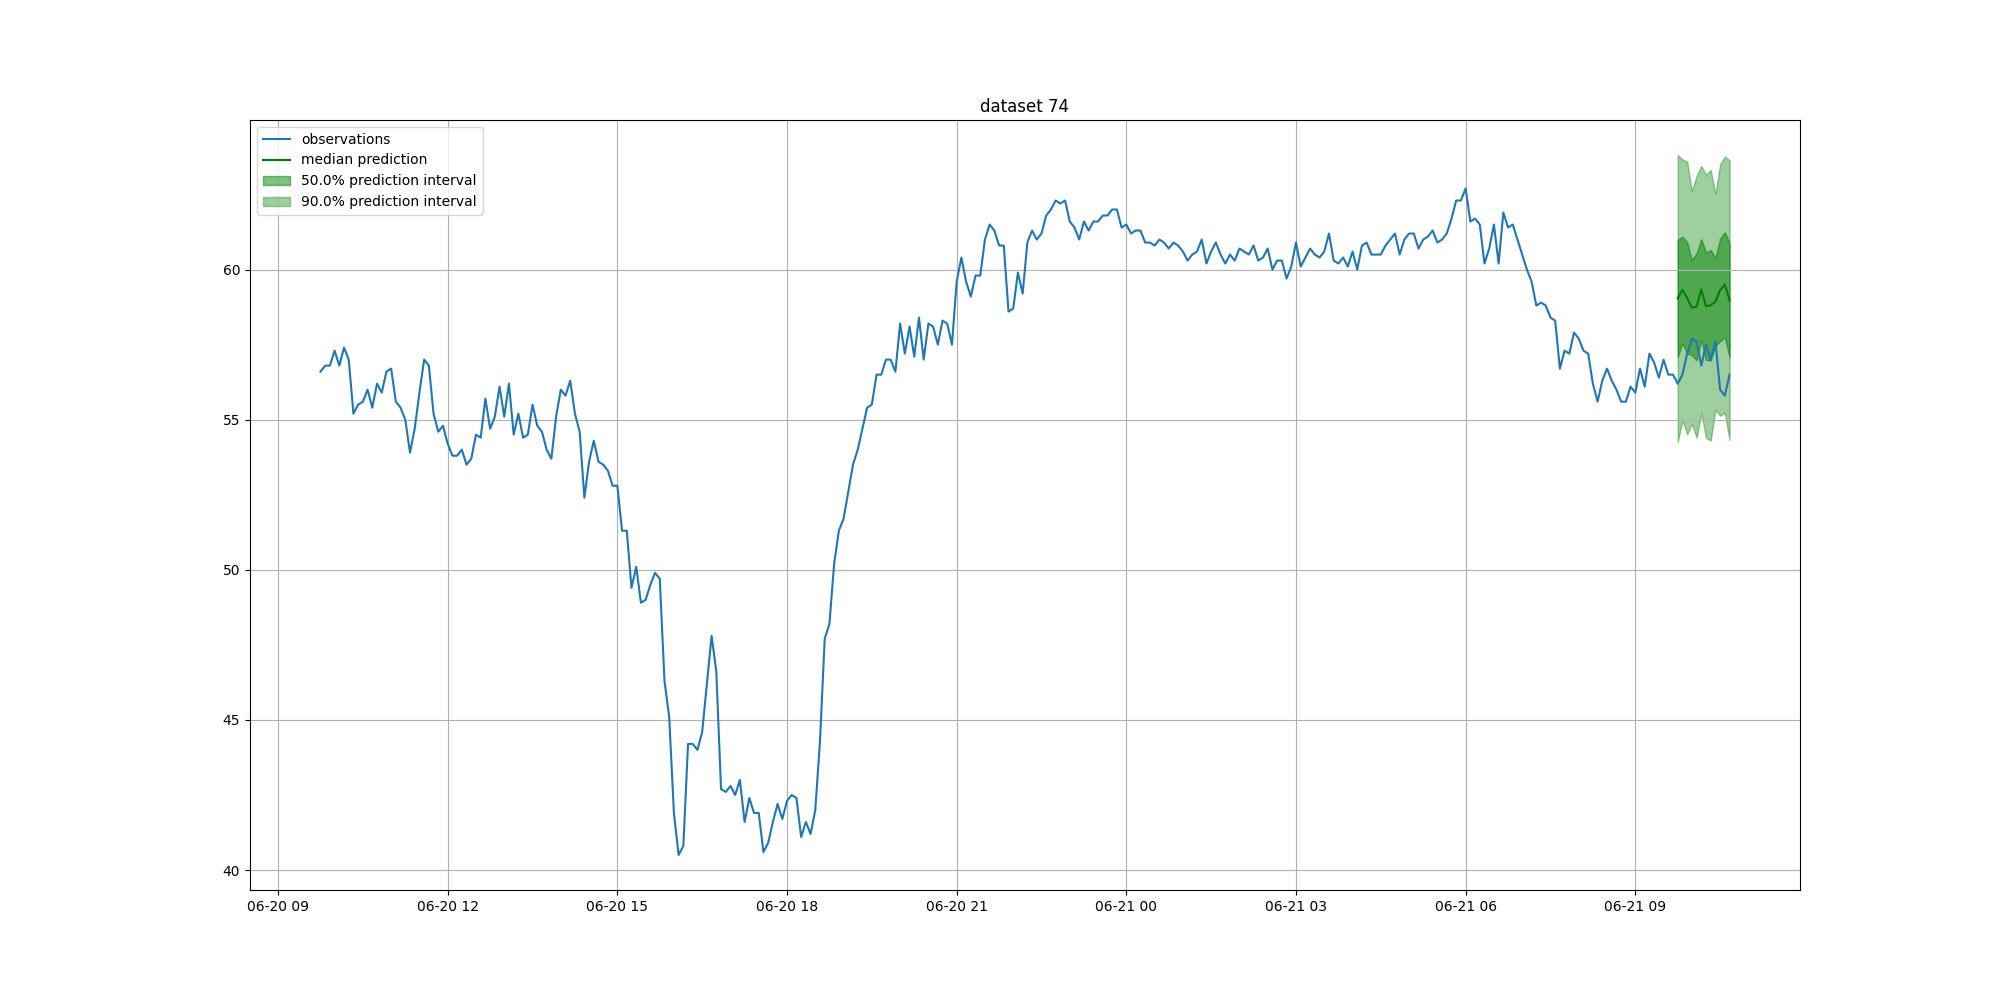 dataset 74
observations
median prediction
50.0% prediction interval
90.0% prediction interval
60
55
50
45
40
06-20 09 06-20 12 06-20 15 06-20 18 06-20 21 06-21 00 06-21 03 06-21 06 06-21 09